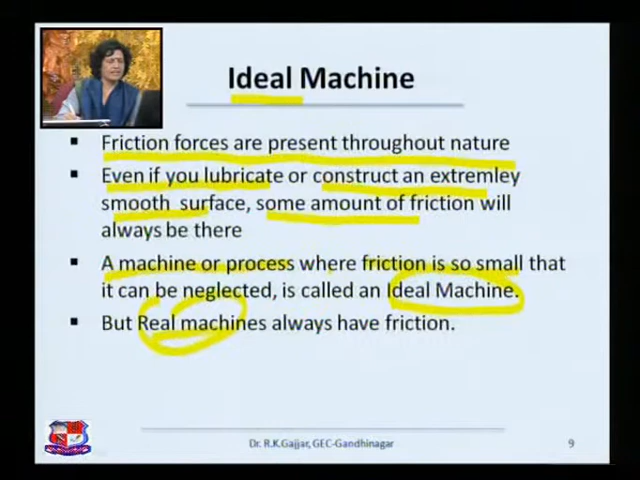 Ideal Machine
Friction forces are present throughout nature
Even if you lubricate or construct an extremley
smooth surface, some amount of friction will
always be there
A machine or process where friction is so small that
it can be neglected, is called an Ideal Machine.
But Real machines always have friction.
Dr. R.K.Gajjar, GEC-Gandhinagar
9